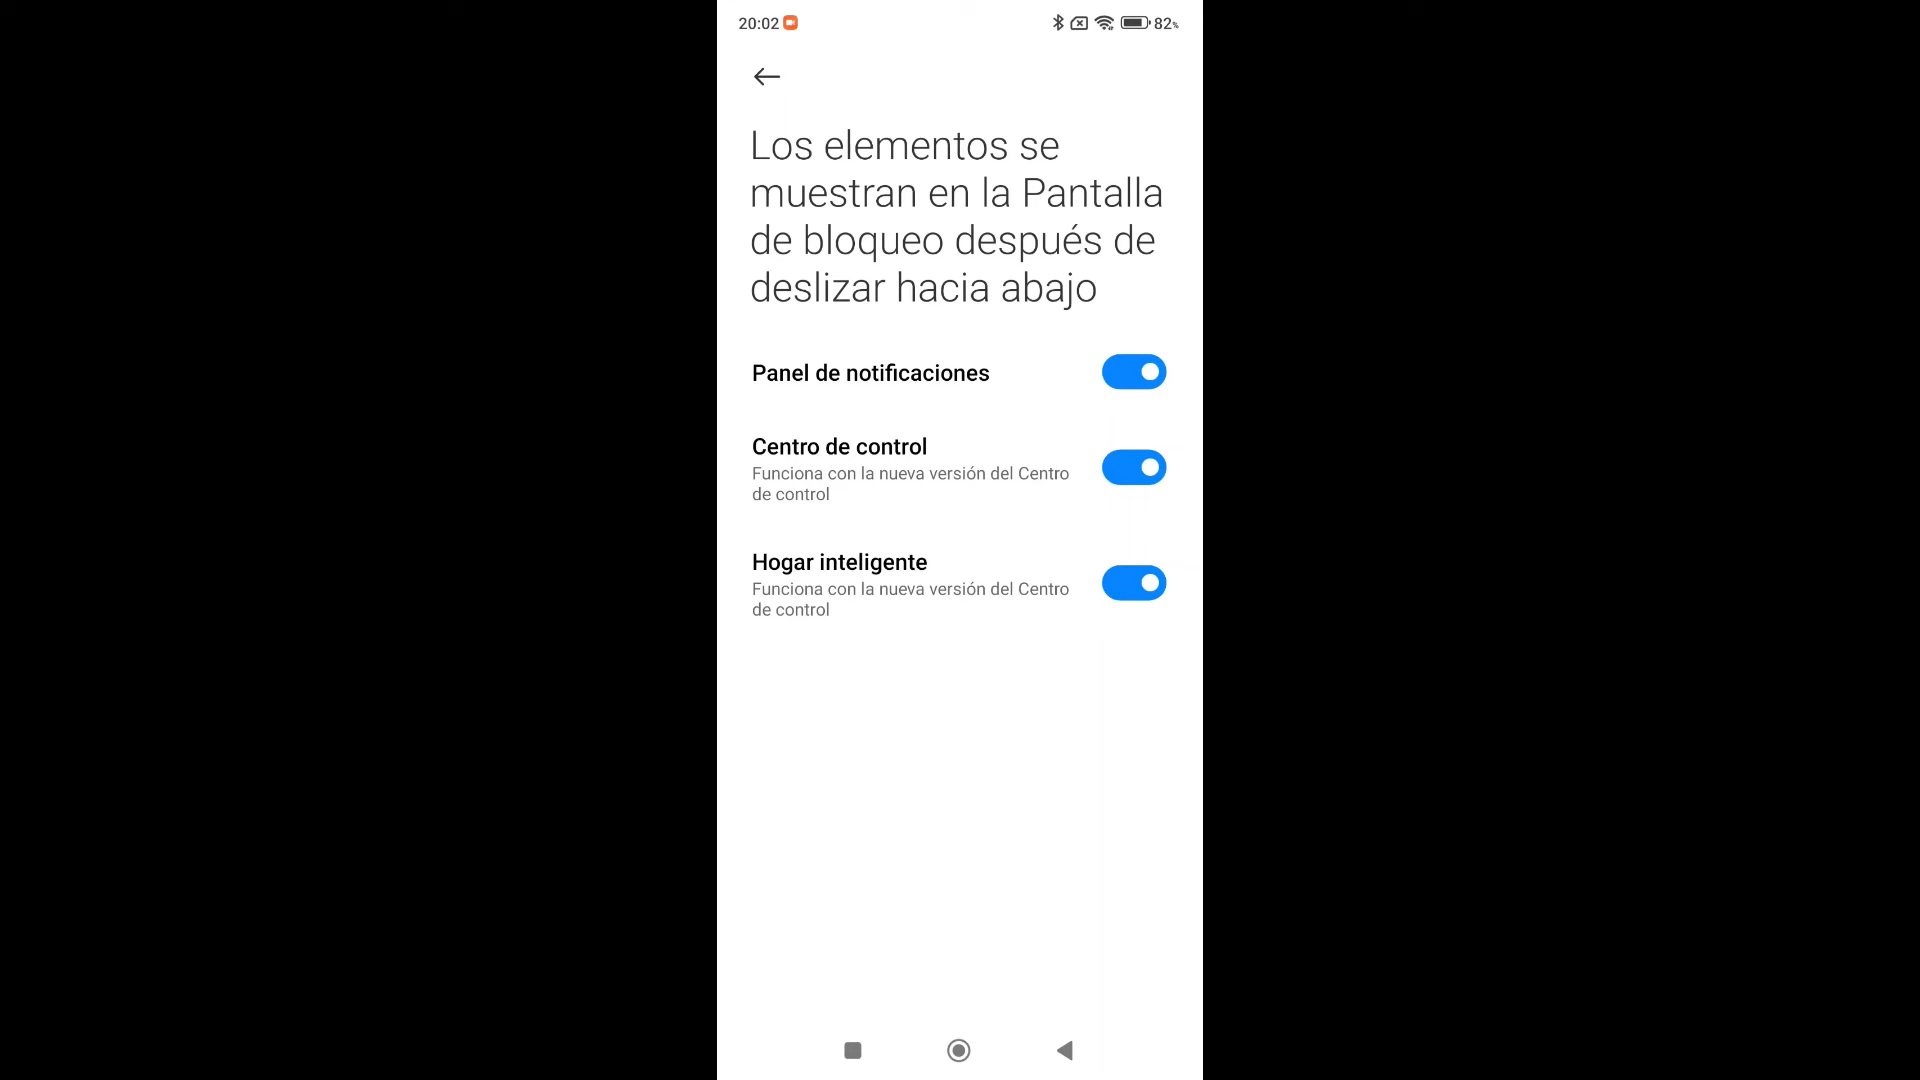 20:02
82%
Los elementos se
muestran en la Pantalla
de bloqueo después de
deslizar hacia abajo
Panel de notificaciones
Centro de control
Funciona con la nueva versión del Centro
de control
Hogar inteligente
Funciona con la nueva versión del Centro
de control